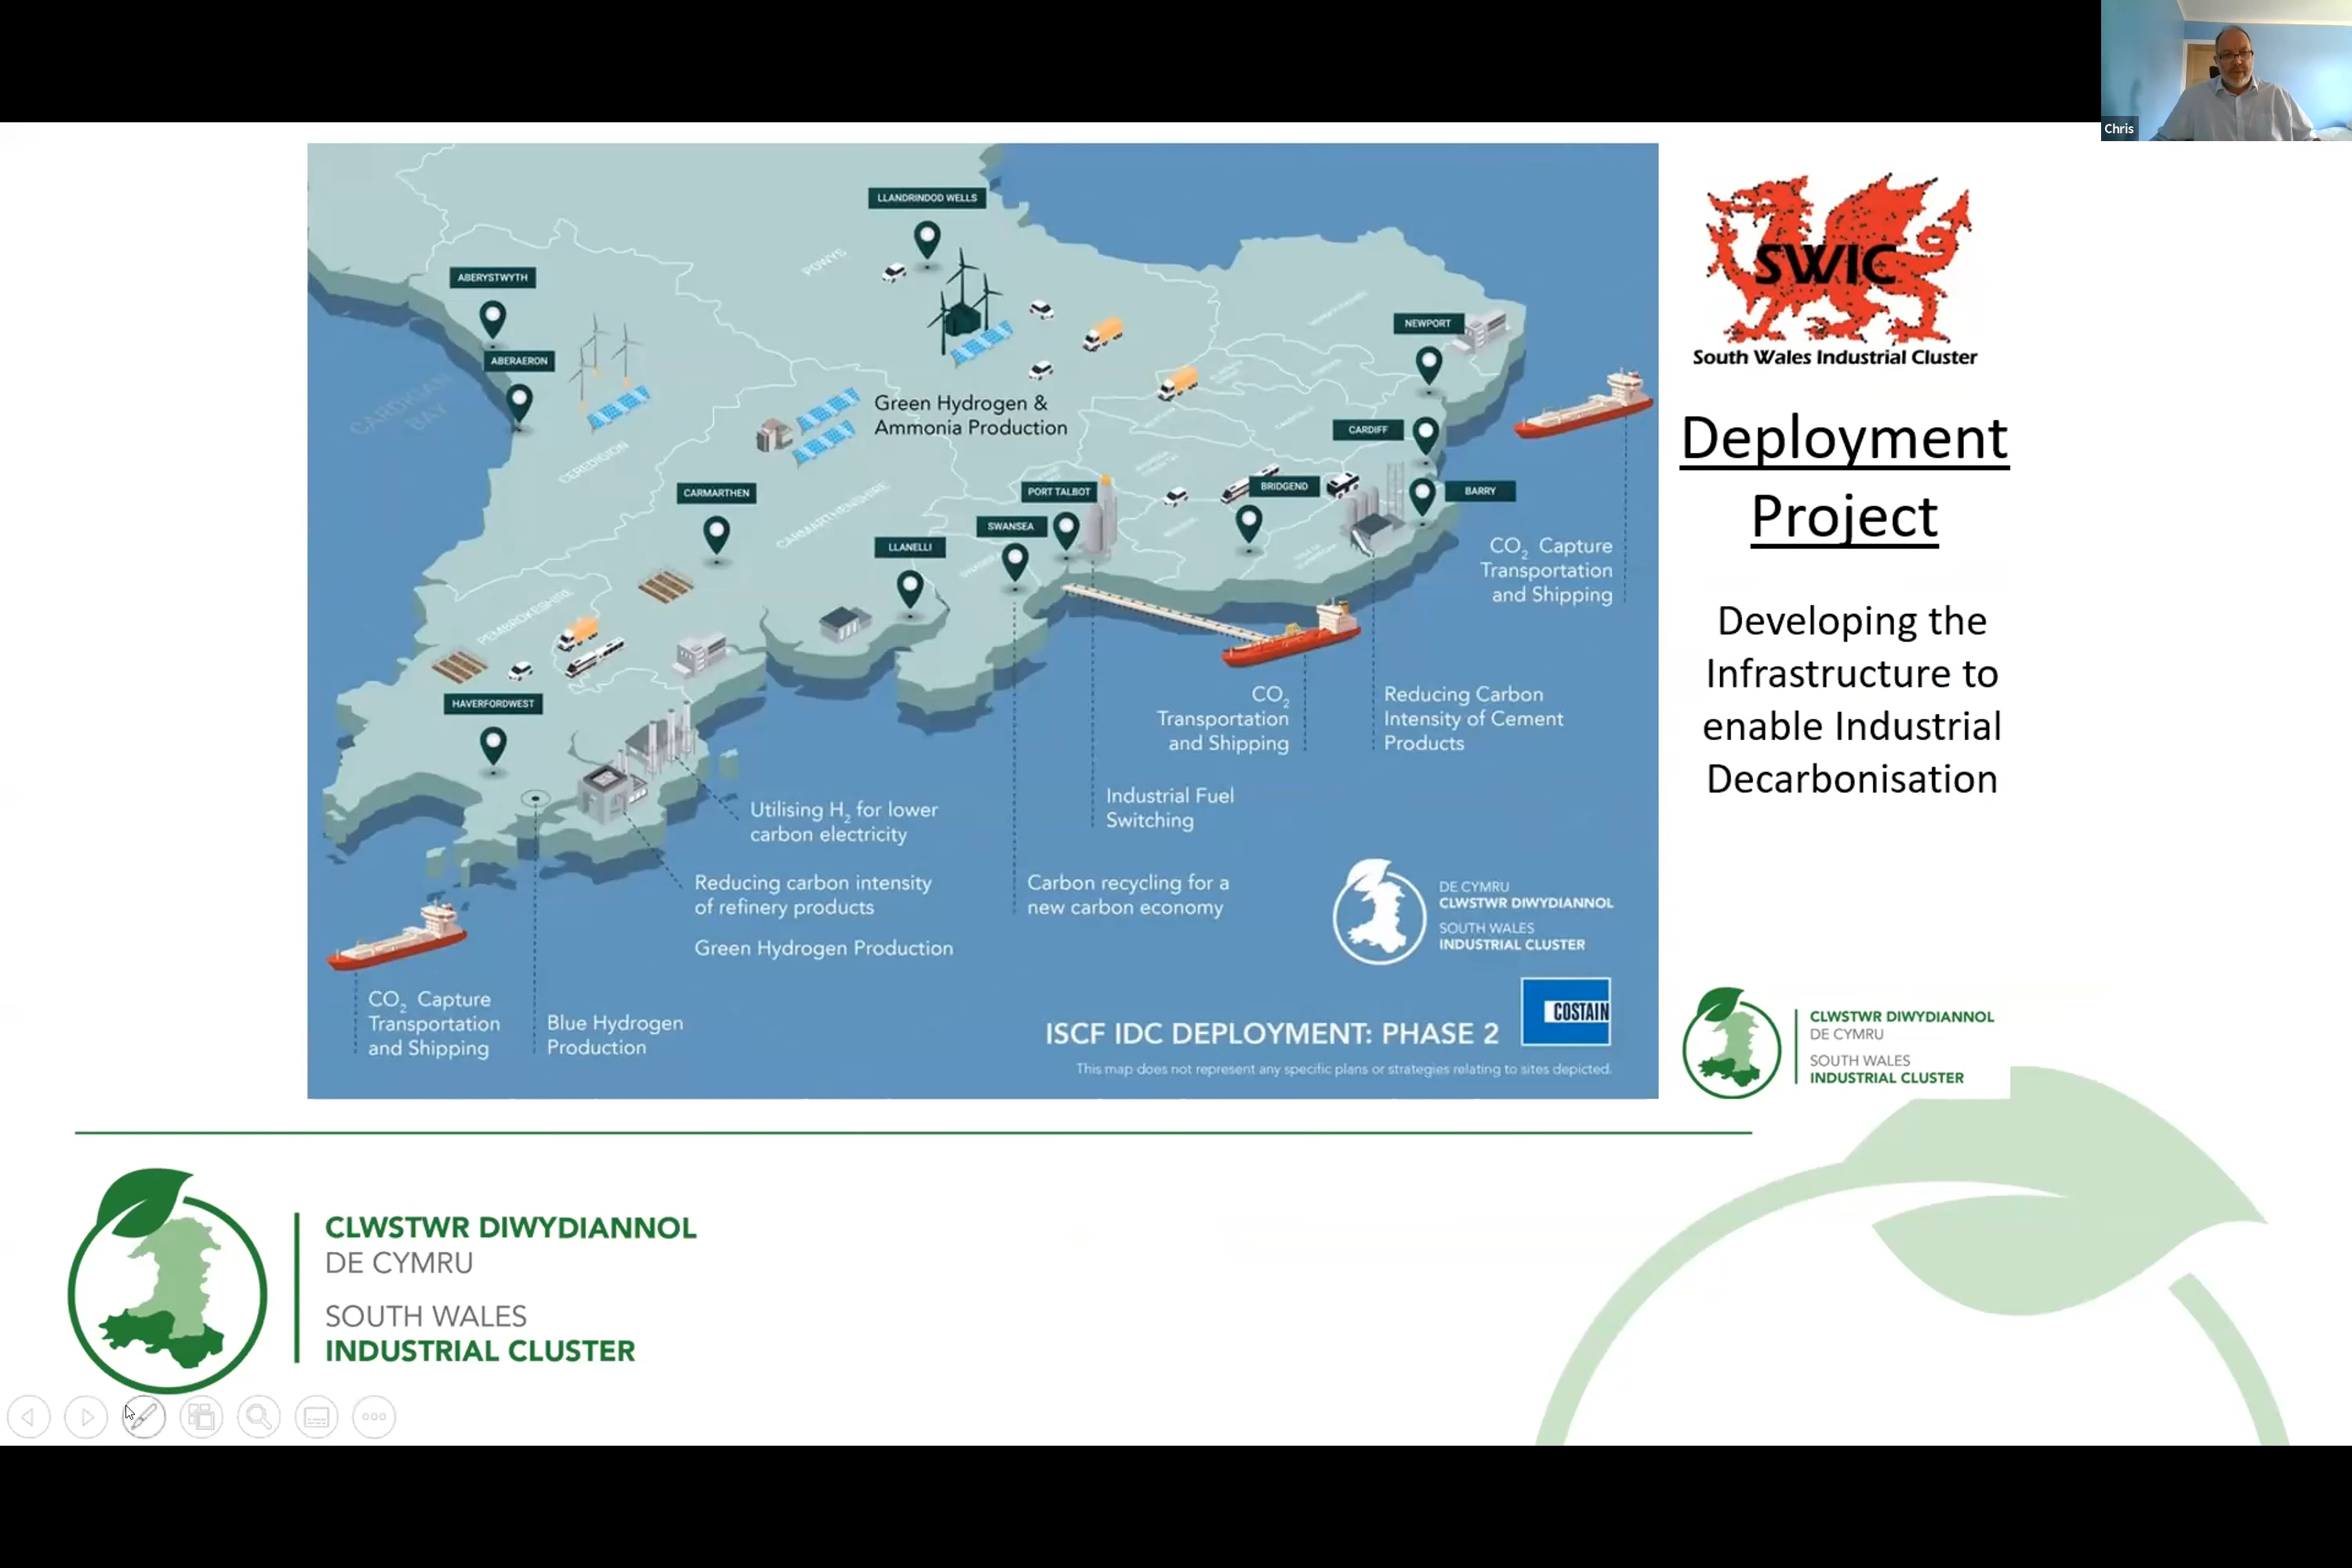 Chris
LLANDRINDOD WELLS
POWYS
ABERYSTWYTH
ABERAERON
CARDIGAN
BAY
CEREDIGION
Green Hydrogen &
Ammonia Production
NEWPORT
CARDIFF
BARRY
BRIDGEND
PORT TALBOT
SWANSEA
CARMARTHEN
CARMARTHENSHIRE
LLANELLI
PEMBROKESHIRE
HAVERFORDWEST
CO2 Capture
Transportation
and Shipping
CO2
Transportation
and Shipping
Reducing Carbon
Intensity of Cement
Products
Industrial Fuel
Switching
Utilising H2 for lower
carbon electricity
Reducing carbon intensity
of refinery products
Green Hydrogen Production
Carbon recycling for a
new carbon economy
CO2 Capture
Transportation
and Shipping
Blue Hydrogen
Production
DE CYMRU
CLWSTWR DIWYDIANNOL
SOUTH WALES
INDUSTRIAL CLUSTER
COSTAIN
ISCF IDC DEPLOYMENT: PHASE 2
This map does not represent any specific plans or strategies relating to sites depicted.
SWIC
South Wales Industrial Cluster
Deployment
Project
Developing the
Infrastructure to
enable Industrial
Decarbonisation
CLWSTWR DIWYDIANNOL
DE CYMRU
SOUTH WALES
INDUSTRIAL CLUSTER
CLWSTWR DIWYDIANNOL
DE CYMRU
SOUTH WALES
INDUSTRIAL CLUSTER